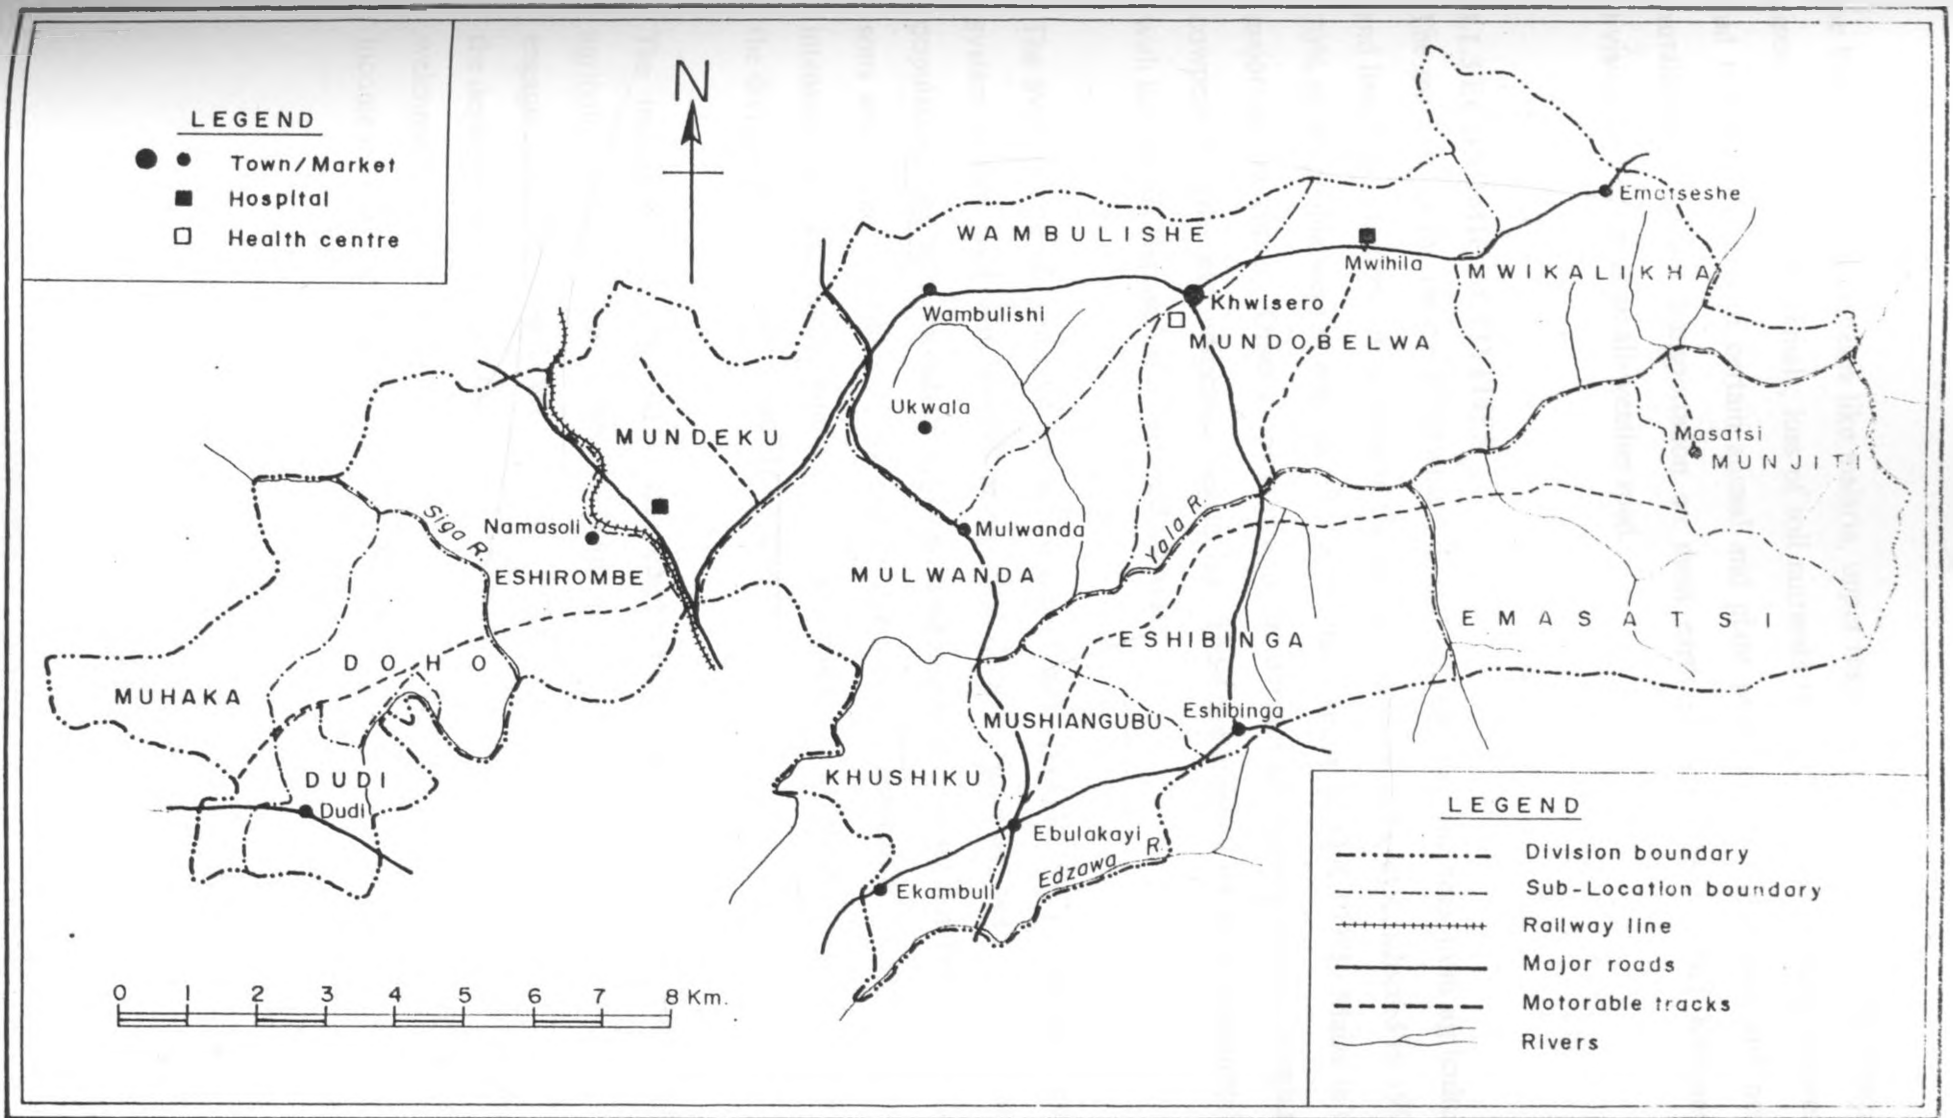 LEGEND
Town/Market
Hospital
Health centre
N
WAMBULISHE
Ematseshe
Mwihila
MWIKALIKHA
Khwisero
Wambulishi
MUNDOBELWA
Ukwala
MUNDEKU
Masatsi
MUNJITI
Siga R.
Namasoli
Mulwanda
Yala R.
ESHIROMBE
MULWANDA
EMASATSI
ESHIBINGA
DOHO
MUHAKA
Eshibinga
MUSHIANGUBU
DUDI
KHUSHIKU
Dudi
Ebulakayi
Edzawa R.
Ekambuli
0 1 2 3 4 5 6 7 8 Km.
LEGEND
Division boundary
Sub-Location boundary
Railway line
Major roads
Motorable tracks
Rivers